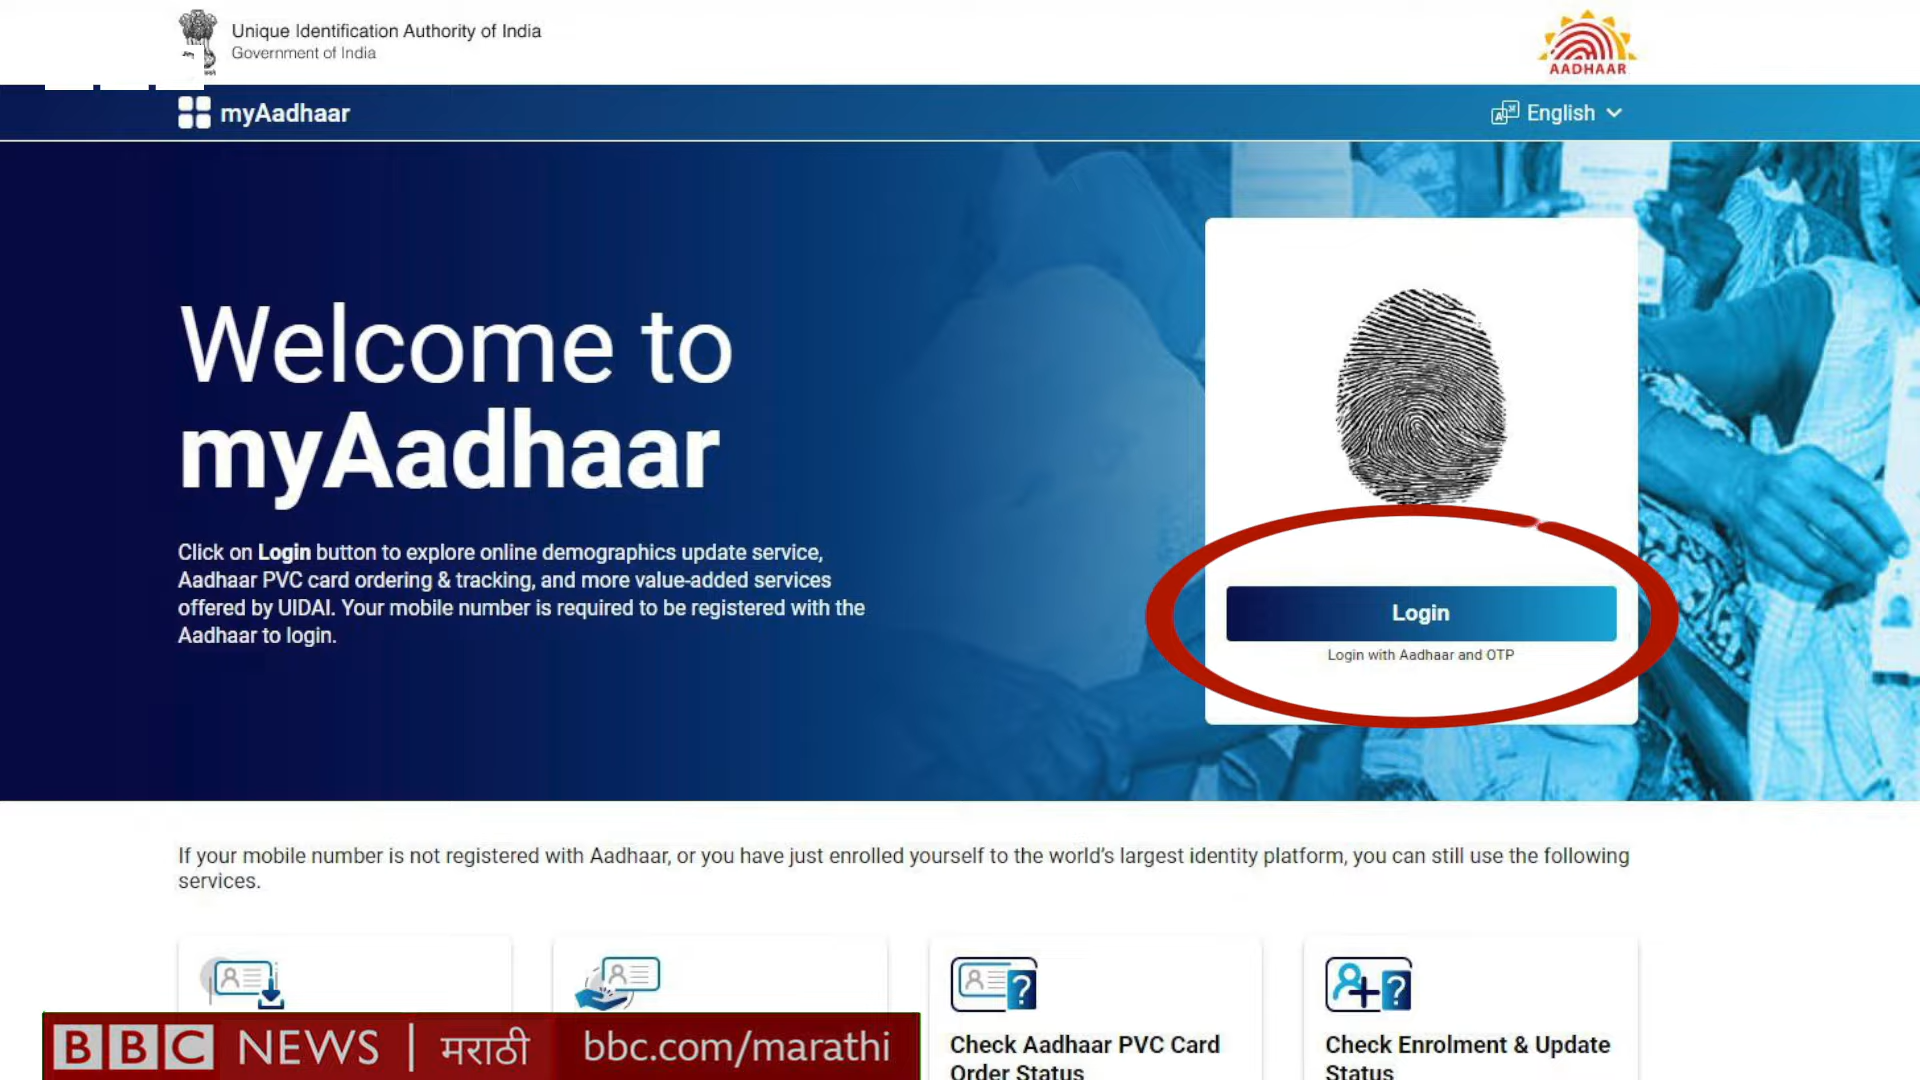 Unique Identification Authority of India
Government of India
AADHAAR
myAadhaar
English
Welcome to
myAadhaar
Click on Login button to explore online demographics update service,
Aadhaar PVC card ordering & tracking, and more value-added services
offered by UIDAI. Your mobile number is required to be registered with the
Aadhaar to login.
Login
Login with Aadhaar and OTP
If your mobile number is not registered with Aadhaar, or you have just enrolled yourself to the world's largest identity platform, you can still use the following
services.
Check Aadhaar PVC Card
Order Status
Check Enrolment & Update
Status
BBC NEWS | मराठी bbc.com/marathi